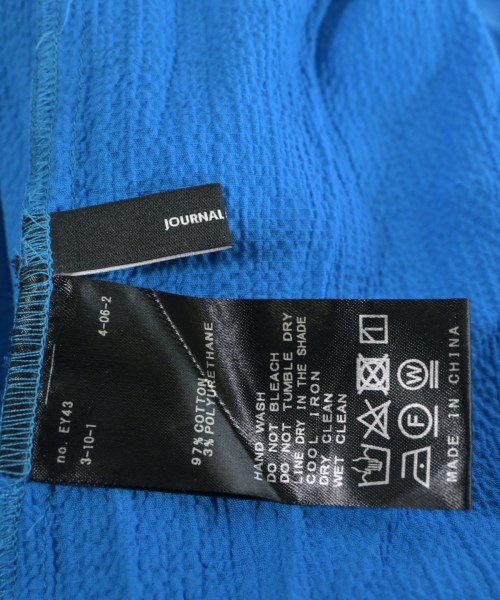 JOURNAL
4-06-2
no. EY43
3-10-1
97% COTTON
3% POLYURETHANE
HAND WASH
DO NOT BLEACH
DO NOT TUMBLE DRY
LINE DRY IN THE SHADE
COOL IRON
DRY CLEAN
WET CLEAN
F W
MADE IN CHINA